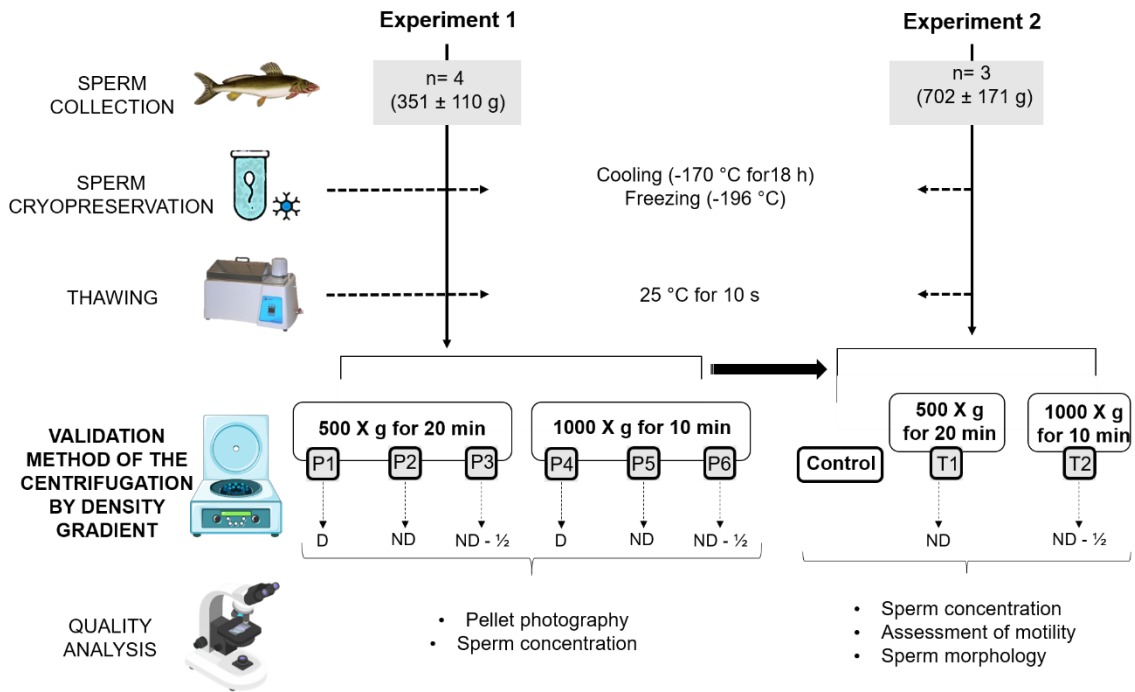 Experiment 1
Experiment 2
SPERM
COLLECTION
n= 4
(351 ± 110 g)
n= 3
(702 ± 171 g)
SPERM
CRYOPRESERVATION
Cooling (-170 °C for18 h)
Freezing (-196 °C)
THAWING
25 °C for 10 s
VALIDATION
METHOD OF THE
CENTRIFUGATION
BY DENSITY
GRADIENT
500 X g for 20 min
P1
P2
P3
D
ND
ND - ½
1000 X g for 10 min
P4
P5
P6
D
ND
ND - ½
Control
500 X g
for 20 min
T1
ND
1000 X g
for 10 min
T2
ND - ½
QUALITY
ANALYSIS
• Pellet photography
• Sperm concentration
• Sperm concentration
• Assessment of motility
• Sperm morphology